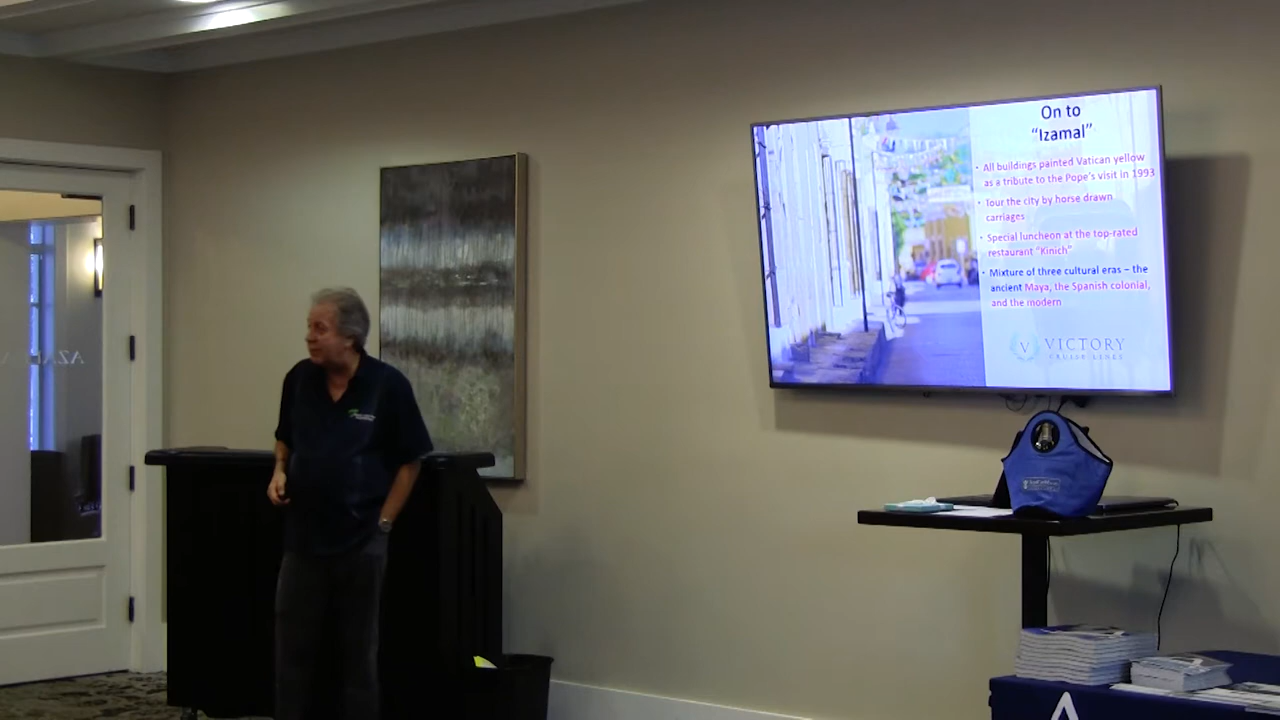 On to
“Izamal”
• All buildings painted Vatican yellow
as a tribute to the Pope's visit in 1993
• Tour the city by horse drawn
carriages
• Special luncheon at the top-rated
restaurant “Kinich”
• Mixture of three cultural eras – the
ancient Maya, the Spanish colonial,
and the modern
V VICTORY
CRUISE LINES